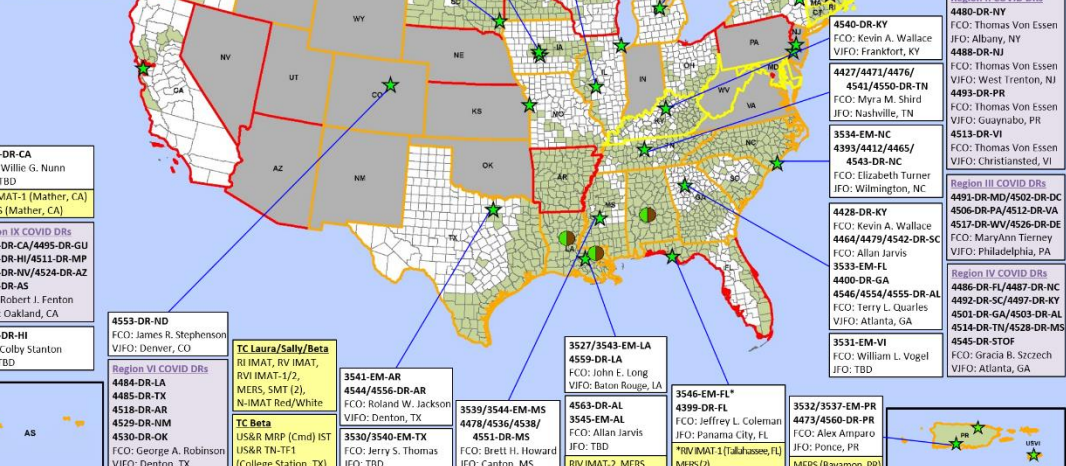 WY
SD
NE
NV
UT
CO
KS
CA
AZ
NM
OK
TX
IA
MO
AR
LA
IL
IN
OH
KY
MS
GA
SC
NC
VA
WV
PA
MD
NJ
MA
RI
FL
AS
PR
USVI
-DR-CA
Willie G. Nunn
TBD
MAT-1 (Mather, CA)
(Mather, CA)
on IX COVID DRs
-DR-CA/4495-DR-GU
-DR-HI/4511-DR-MP
-DR-NV/4524-DR-AZ
-DR-AS
Robert J. Fenton
: Oakland, CA
-DR-HI
Colby Stanton
TBD
4553-DR-ND
FCO: James R. Stephenson
VJFO: Denver, CO
Region VI COVID DRs
4484-DR-LA
4485-DR-TX
4518-DR-AR
4529-DR-NM
4530-DR-OK
FCO: George A. Robinson
VJFO: Denton, TX
TC Laura/Sally/Beta
RI IMAT, RV IMAT,
RVI IMAT-1/2,
MERS, SMT (2),
N-IMAT Red/White
TC Beta
US&R MRP (Cmd) IST
US&R TN-TF1
(College Station, TX)
3541-EM-AR
4544/4556-DR-AR
FCO: Roland W. Jackson
VJFO: Denton, TX
3530/3540-EM-TX
FCO: Jerry S. Thomas
JFO: TBD
3539/3544-EM-MS
4478/4536/4538/
4551-DR-MS
FCO: Brett H. Howard
JFO: Canton, MS
3527/3543-EM-LA
4559-DR-LA
FCO: John E. Long
VJFO: Baton Rouge, LA
4563-DR-AL
3545-EM-AL
FCO: Allan Jarvis
JFO: TBD
RIV IMAT-2, MERS
3546-EM-FL*
4399-DR-FL
FCO: Jeffrey L. Coleman
JFO: Panama City, FL
*RIV IMAT-1 (Tallahassee, FL)
MERS (2)
3532/3537-EM-PR
4473/4560-DR-PR
FCO: Alex Amparo
JFO: Ponce, PR
MERS (Bayamon, PR)
4540-DR-KY
FCO: Kevin A. Wallace
VJFO: Frankfort, KY
4427/4471/4476/
4541/4550-DR-TN
FCO: Myra M. Shird
JFO: Nashville, TN
3534-EM-NC
4393/4412/4465/
4543-DR-NC
FCO: Elizabeth Turner
JFO: Wilmington, NC
4428-DR-KY
FCO: Kevin A. Wallace
4464/4479/4542-DR-SC
FCO: Allan Jarvis
3533-EM-FL
4400-DR-GA
4546/4554/4555-DR-AL
FCO: Terry L. Quarles
VJFO: Atlanta, GA
3531-EM-VI
FCO: William L. Vogel
JFO: TBD
4480-DR-NY
FCO: Thomas Von Essen
JFO: Albany, NY
4488-DR-NJ
FCO: Thomas Von Essen
VJFO: West Trenton, NJ
4493-DR-PR
FCO: Thomas Von Essen
VJFO: Guaynabo, PR
4513-DR-VI
FCO: Thomas Von Essen
VJFO: Christiansted, VI
Region III COVID DRs
4491-DR-MD/4502-DR-DC
4506-DR-PA/4512-DR-VA
4517-DR-WV/4526-DR-DE
FCO: MaryAnn Tierney
VJFO: Philadelphia, PA
Region IV COVID DRs
4486-DR-FL/4487-DR-NC
4492-DR-SC/4497-DR-KY
4501-DR-GA/4503-DR-AL
4514-DR-TN/4528-DR-MS
4545-DR-STOF
FCO: Gracia B. Szczech
VJFO: Atlanta, GA